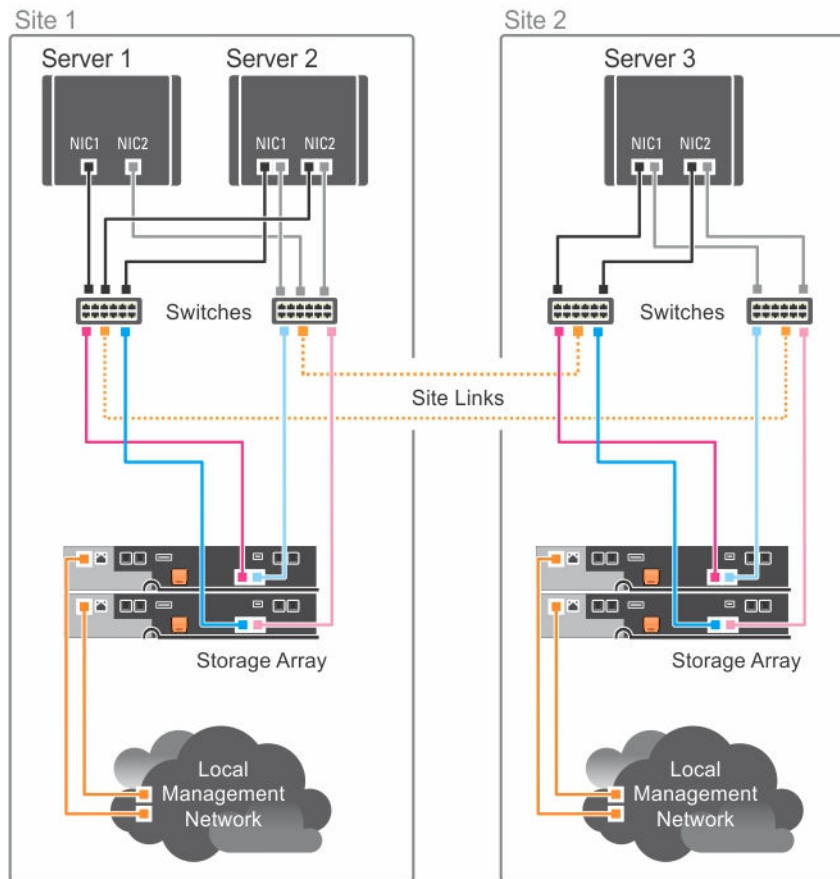 Site 1
Site 2
Server 1
Server 2
Server 3
NIC1
NIC2
NIC1
NIC2
NIC1
NIC2
Switches
Switches
Site Links
Storage Array
Storage Array
Local
Management
Network
Local
Management
Network